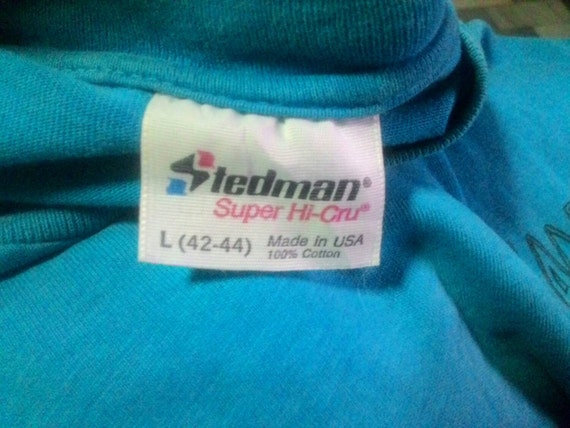 Stedman®
Super Hi-Cru®
L (42-44) Made in USA
100% Cotton